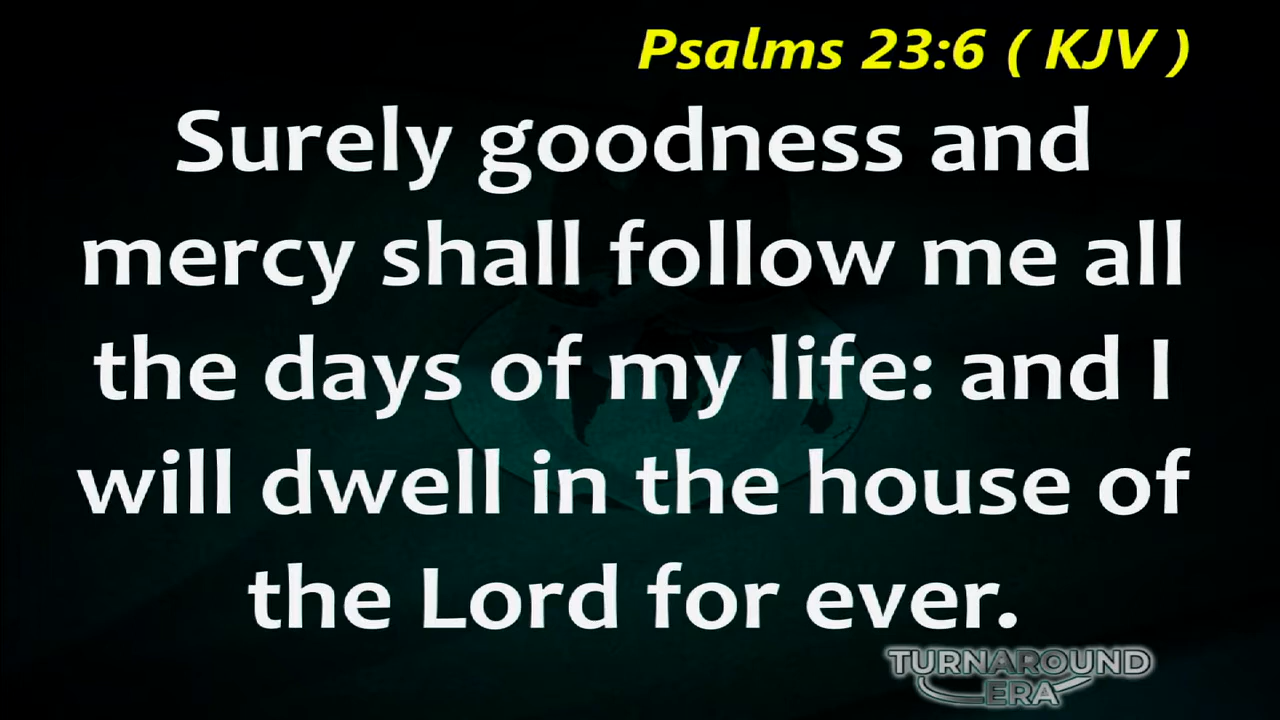 Psalms 23:6 ( KJV )
Surely goodness and
mercy shall follow me all
the days of my life: and I
will dwell in the house of
the Lord for ever.
TURNAROUND
ERA